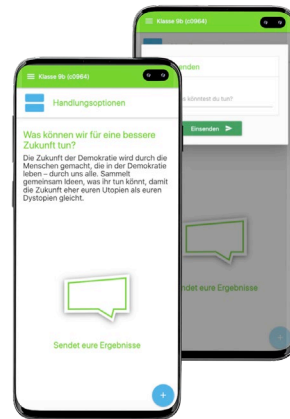 Klasse 9b (c0964)
Handlungsoptionen
Was können wir für eine bessere
Zukunft tun?
Die Zukunft der Demokratie wird durch die
Menschen gemacht, die in der Demokratie
leben – durch uns alle. Sammelt
gemeinsam Ideen, was ihr tun könnt, damit
die Zukunft eher euren Utopien als euren
Dystopien gleicht.
Sendet eure Ergebnisse
+
Klasse 9b (c0964)
enden
könntest du tun?
Einsenden
ndet eure Ergebnisse